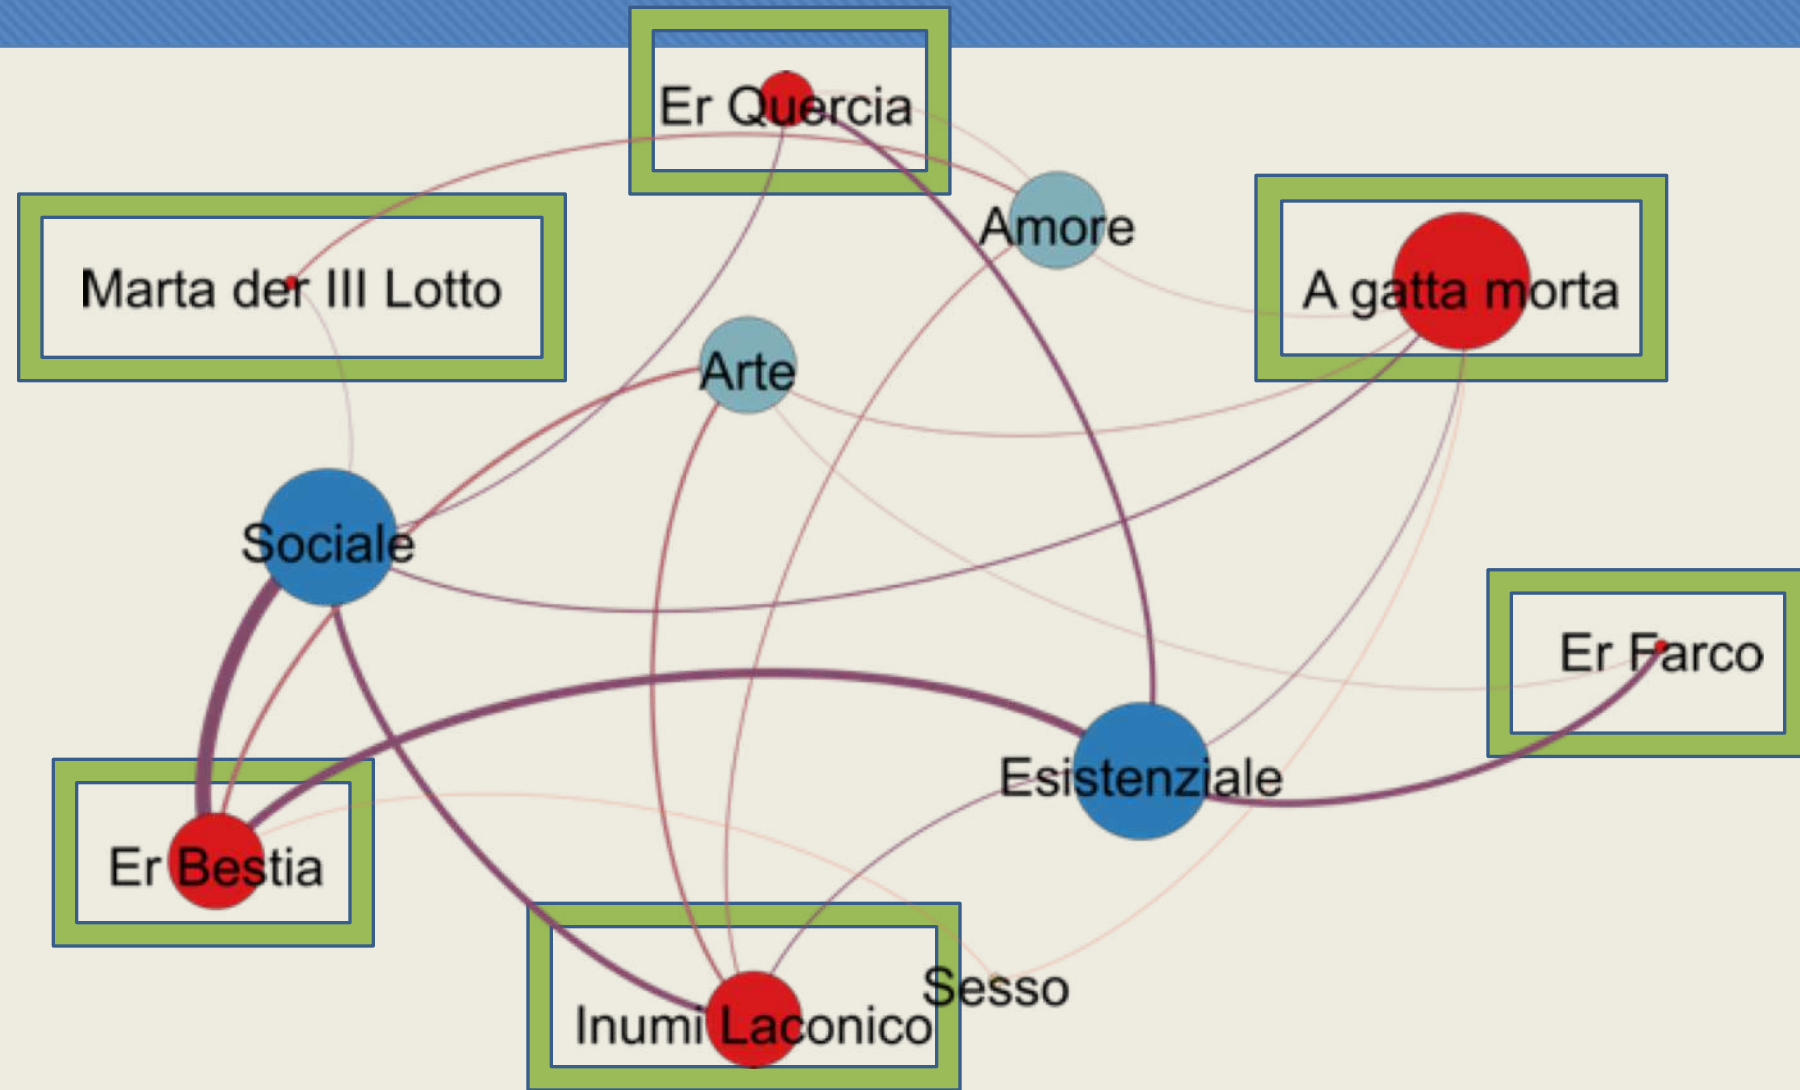 Er Quercia
Amore
Marta der III Lotto
A gatta morta
Arte
Sociale
Er Farco
Esistenziale
Er Bestia
Sesso
Inumi Laconico